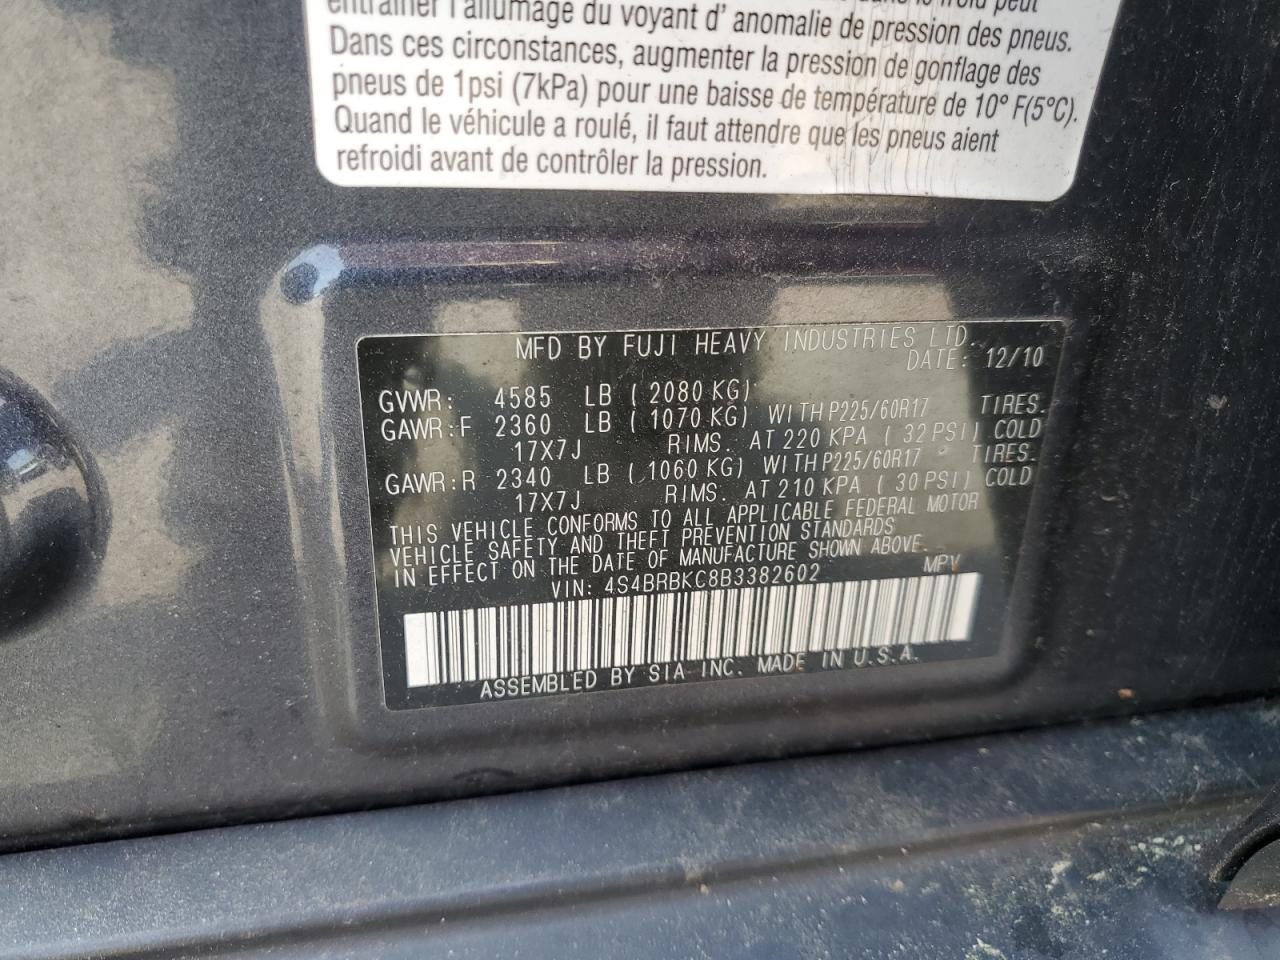 entraîner l'allumage du voyant d' anomalie de pression des pneus.
Dans ces circonstances, augmenter la pression de gonflage des
pneus de 1psi (7kPa) pour une baisse de température de 10° F(5°C).
Quand le véhicule a roulé, il faut attendre que les pneus aient
refroidi avant de contrôler la pression.
MFD BY FUJI HEAVY INDUSTRIES LTD.
DATE: 12/10
GVWR: 4585 LB (2080 KG)
GAWR:F 2360 LB (1070 KG) WITH P225/60R17 TIRES.
17X7J RIMS. AT 220 KPA (32 PSI) COLD
GAWR:R 2340 LB (1060 KG) WITH P225/60R17 TIRES.
17X7J RIMS. AT 210 KPA (30 PSI) COLD
THIS VEHICLE CONFORMS TO ALL APPLICABLE FEDERAL MOTOR
VEHICLE SAFETY AND THEFT PREVENTION STANDARDS
IN EFFECT ON THE DATE OF MANUFACTURE SHOWN ABOVE.
VIN: 4S4BRBKC8B3382602 MPV
ASSEMBLED BY SIA INC. MADE IN U.S.A.